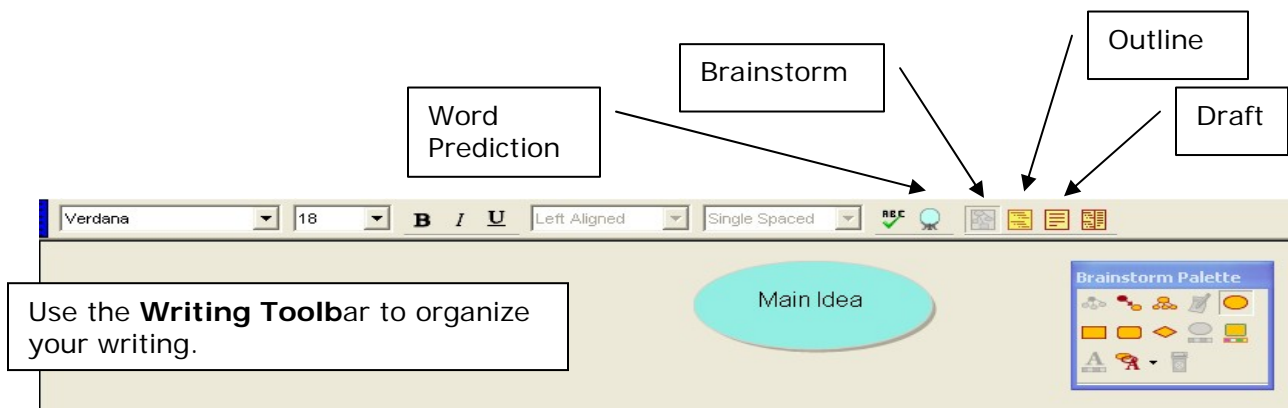 Outline
Brainstorm
Draft
Word
Prediction
Verdana 18 B I U Left Aligned Single Spaced ABC
Main Idea
Brainstorm Palette
Use the Writing Toolbar to organize
your writing.
A A